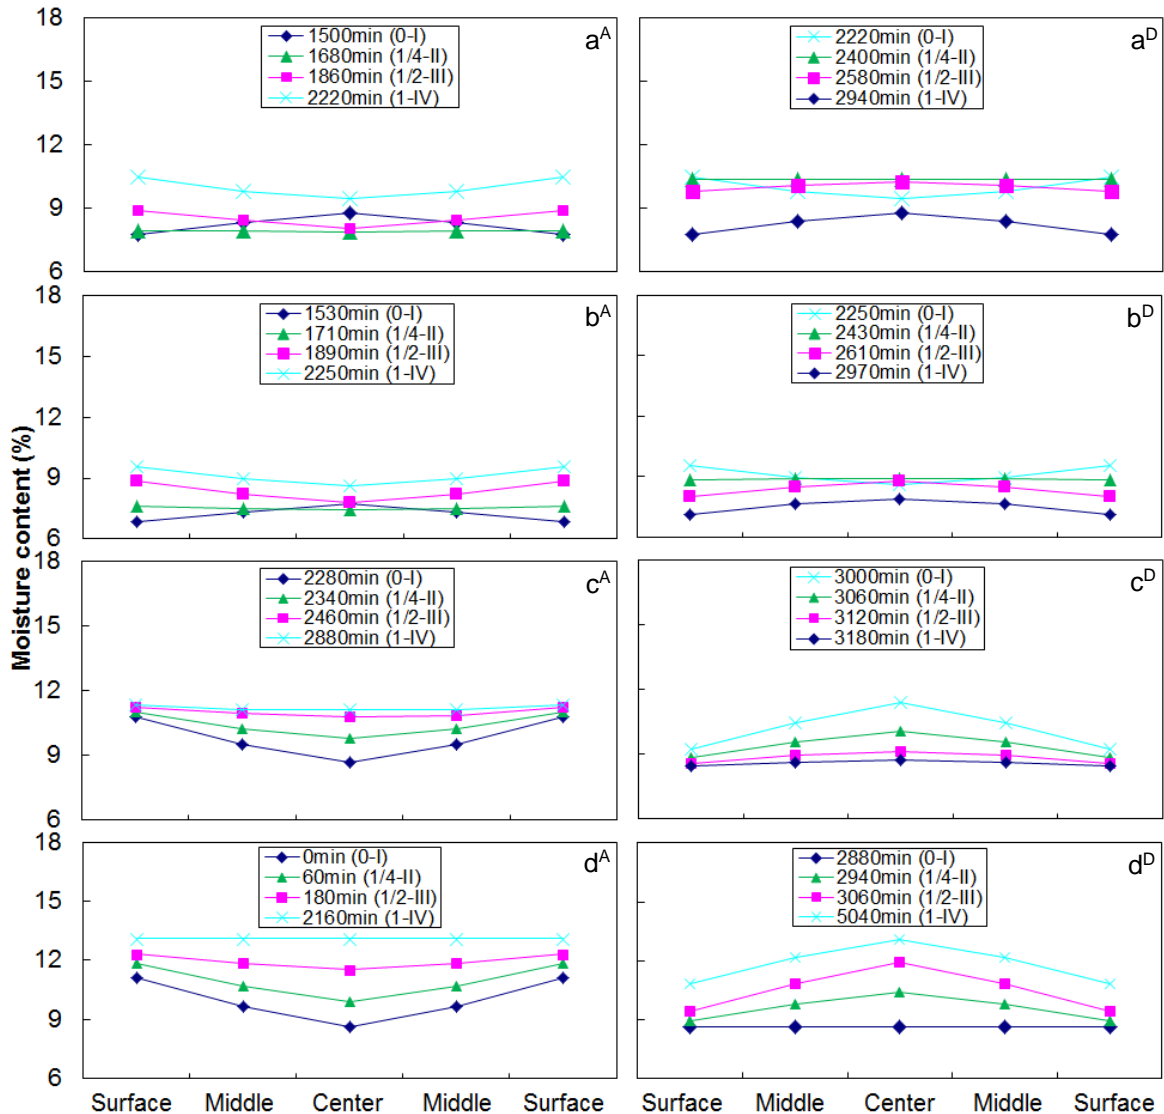 Moisture content (%)
18
15
12
9
6
1500min (0-I)
1680min (1/4-II)
1860min (1/2-III)
2220min (1-IV)
aA
2220min (0-I)
2400min (1/4-II)
2580min (1/2-III)
2940min (1-IV)
aD
18
15
12
9
6
1530min (0-I)
1710min (1/4-II)
1890min (1/2-III)
2250min (1-IV)
bA
2250min (0-I)
2430min (1/4-II)
2610min (1/2-III)
2970min (1-IV)
bD
18
15
12
9
6
2280min (0-I)
2340min (1/4-II)
2460min (1/2-III)
2880min (1-IV)
cA
3000min (0-I)
3060min (1/4-II)
3120min (1/2-III)
3180min (1-IV)
cD
18
15
12
9
6
0min (0-I)
60min (1/4-II)
180min (1/2-III)
2160min (1-IV)
dA
2880min (0-I)
2940min (1/4-II)
3060min (1/2-III)
5040min (1-IV)
dD
Surface Middle Center Middle Surface
Surface Middle Center Middle Surface